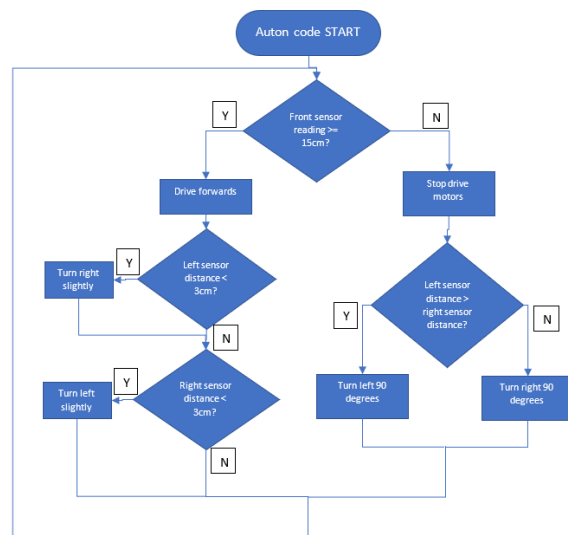 Auton code START
Front sensor
reading >=
15cm?
Y
N
Drive forwards
Stop drive
motors
Left sensor
distance <
3cm?
Y
Turn right
slightly
N
Left sensor
distance >
right sensor
distance?
Y
N
Right sensor
distance <
3cm?
Y
Turn left
slightly
N
Turn left 90
degrees
Turn right 90
degrees